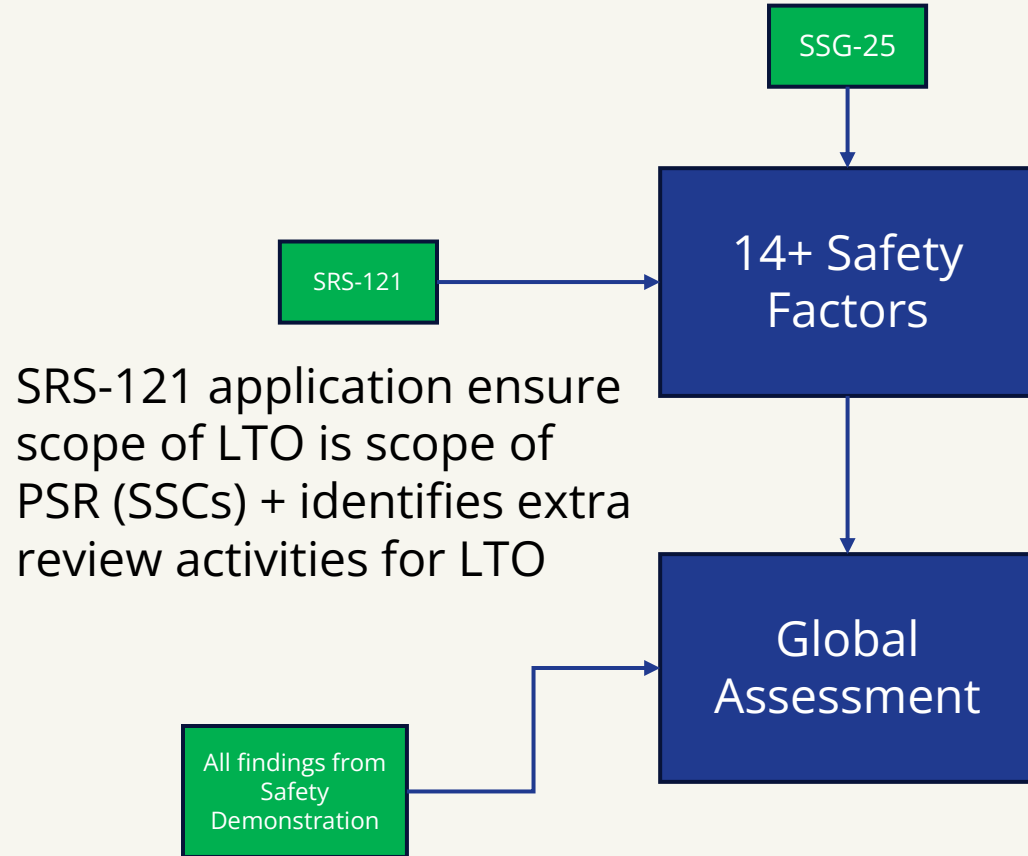 SSG-25
14+ Safety
Factors
SRS-121
SRS-121 application ensure
scope of LTO is scope of
PSR (SSCs) + identifies extra
review activities for LTO
Global
Assessment
All findings from
Safety
Demonstration